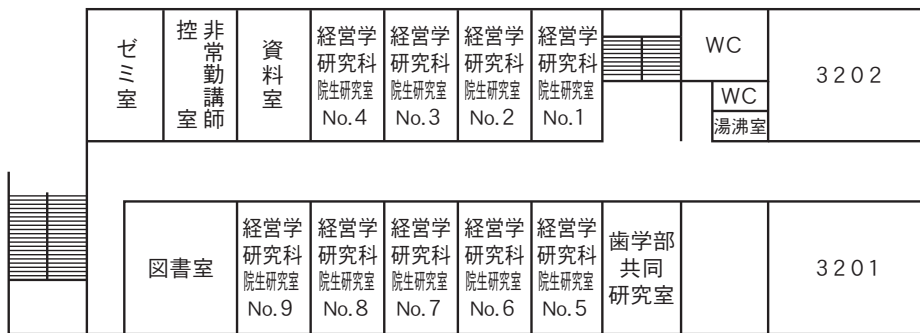 ゼミ室
非常勤講師
控室
資料室
経営学
研究科
院生研究室
No.4
経営学
研究科
院生研究室
No.3
経営学
研究科
院生研究室
No.2
経営学
研究科
院生研究室
No.1
WC
WC
湯沸室
3202
図書室
経営学
研究科
院生研究室
No.9
経営学
研究科
院生研究室
No.8
経営学
研究科
院生研究室
No.7
経営学
研究科
院生研究室
No.6
経営学
研究科
院生研究室
No.5
歯学部
共同
研究室
3201